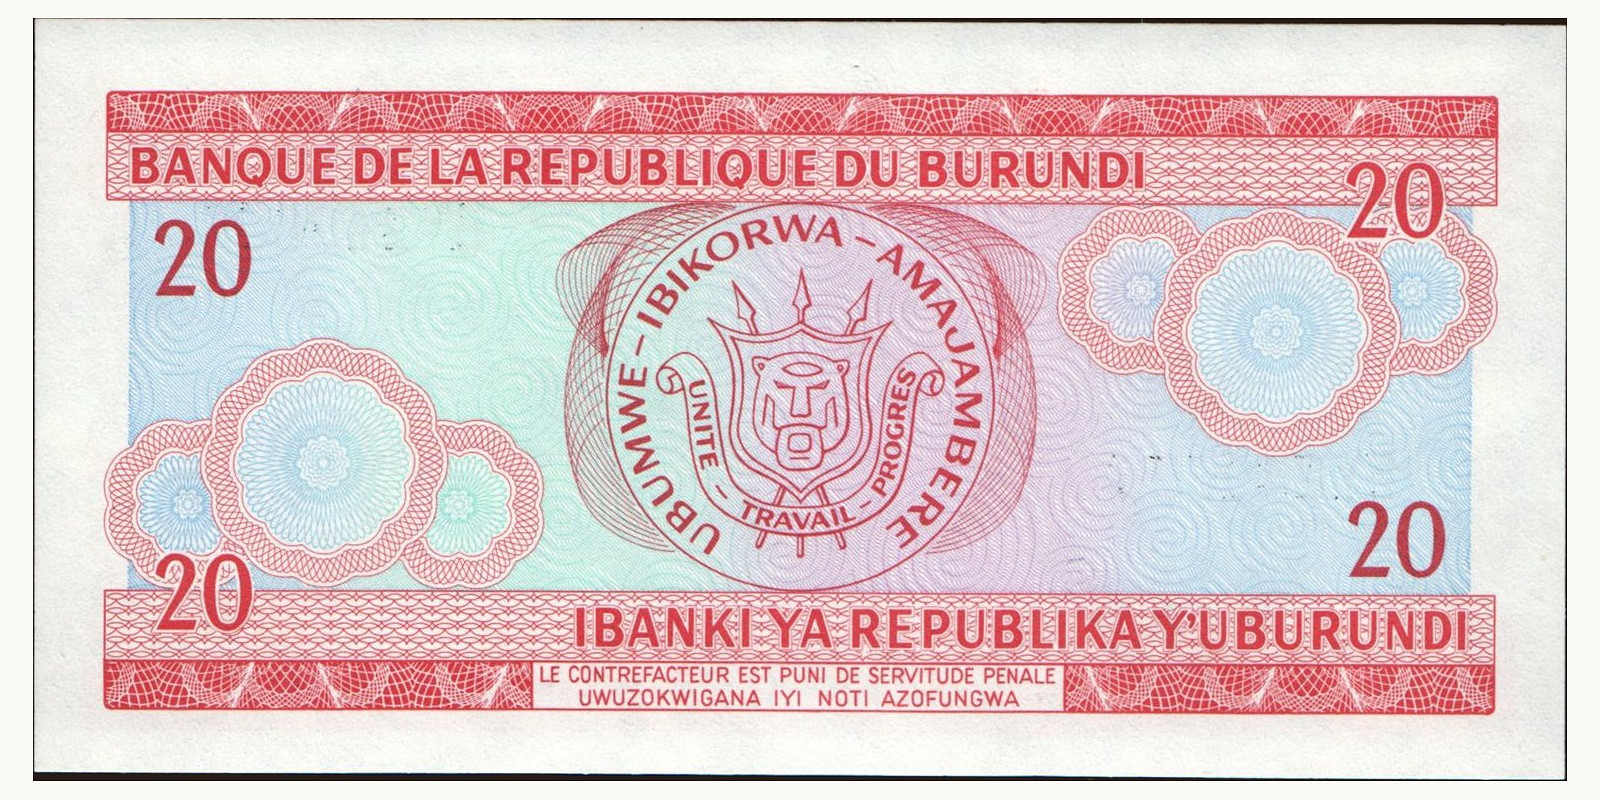 BANQUE DE LA REPUBLIQUE DU BURUNDI
20
20
UBUMWE – IBIKORWA – AMAJAMBERE
UNITE – TRAVAIL – PROGRES
20
20
IBANKI YA REPUBLIKA Y'UBURUNDI
LE CONTREFACTEUR EST PUNI DE SERVITUDE PENALE
UWUZOKWIGANA IYI NOTI AZOFUNGWA